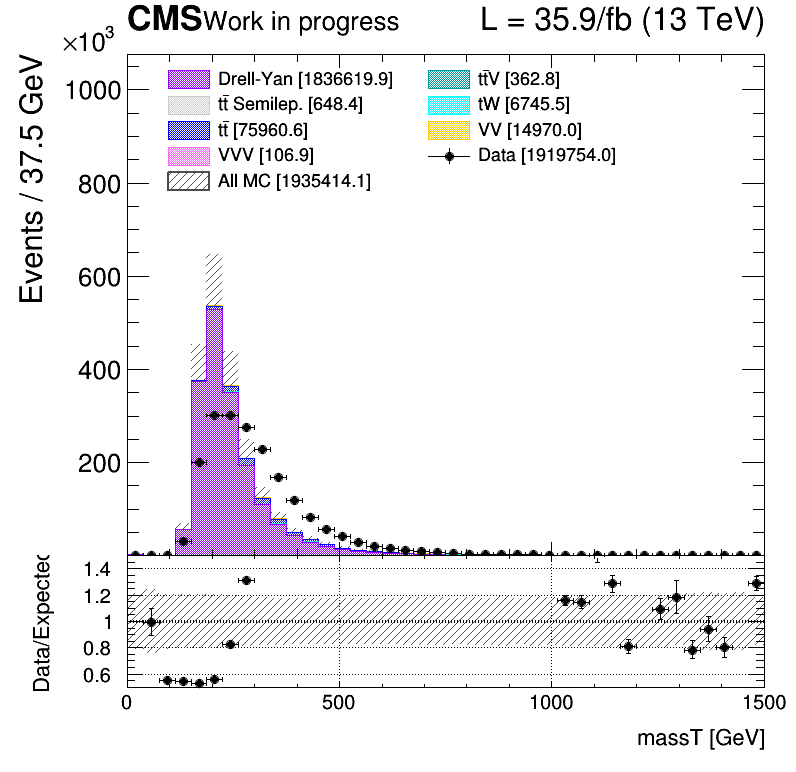 CMS Work in progress L = 35.9/fb (13 TeV)
×10³
Events / 37.5 GeV
1000
800
600
400
200
Drell-Yan [1836619.9]
tt̄ Semilep. [648.4]
tt̄ [75960.6]
VVV [106.9]
All MC [1935414.1]
tt̄V [362.8]
tW [6745.5]
VV [14970.0]
Data [1919754.0]
Data/Expected
1.4
1.2
1
0.8
0.6
0 500 1000 1500
massT [GeV]